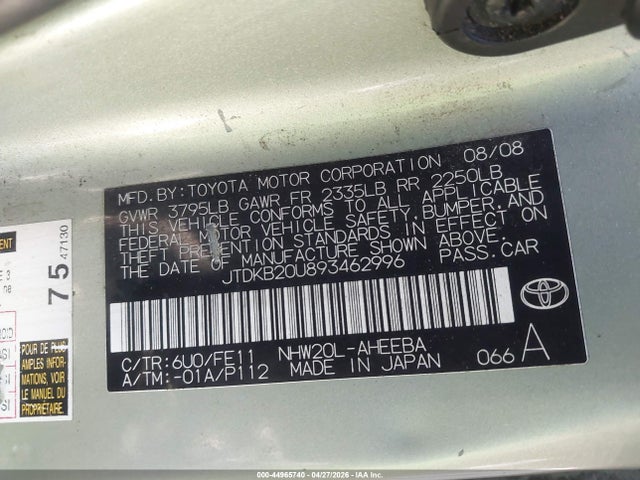 MFD. BY: TOYOTA MOTOR CORPORATION 08/08
GVWR 3795LB GAWR FR 2335LB RR 2250LB
THIS VEHICLE CONFORMS TO ALL APPLICABLE
FEDERAL MOTOR VEHICLE SAFETY, BUMPER, AND
THEFT PREVENTION STANDARDS IN EFFECT ON
THE DATE OF MANUFACTURE SHOWN ABOVE.
JTDKB20U893462996 PASS. CAR
C/TR: 6U0/FE11 NHW20L-AHEEBA
A/TM: -01A/P112 MADE IN JAPAN 066 A
75 47130
POUR DE PLUS
AMPLES INFOR-
MATIONS, VOIR
LE MANUEL DU
PROPRIÉTAIRE.
000-44965740 04/27/2026 - IAA Inc.